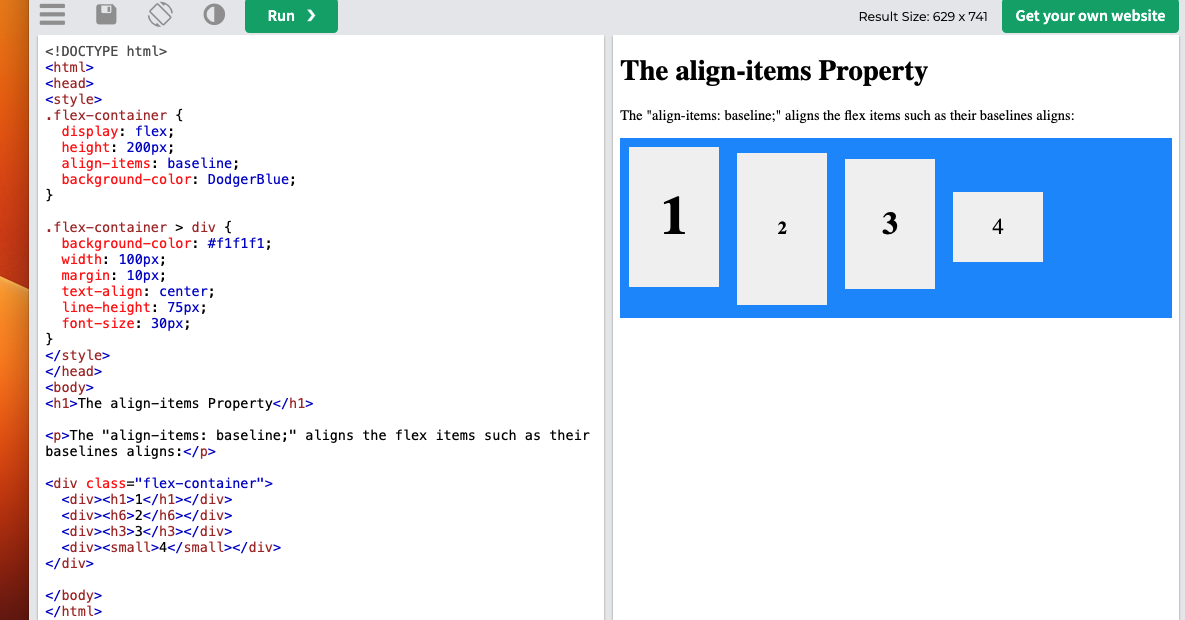 Run ❯
Result Size: 629 x 741
Get your own website
<!DOCTYPE html>
<html>
<head>
<style>
.flex-container {
  display: flex;
  height: 200px;
  align-items: baseline;
  background-color: DodgerBlue;
}

.flex-container > div {
  background-color: #f1f1f1;
  width: 100px;
  margin: 10px;
  text-align: center;
  line-height: 75px;
  font-size: 30px;
}
</style>
</head>
<body>
<h1>The align-items Property</h1>

<p>The "align-items: baseline;" aligns the flex items such as their
baselines aligns:</p>

<div class="flex-container">
  <div><h1>1</h1></div>
  <div><h6>2</h6></div>
  <div><h3>3</h3></div>
  <div><small>4</small></div>
</div>

</body>
</html>
The align-items Property
The "align-items: baseline;" aligns the flex items such as their baselines aligns:
1 2 3 4